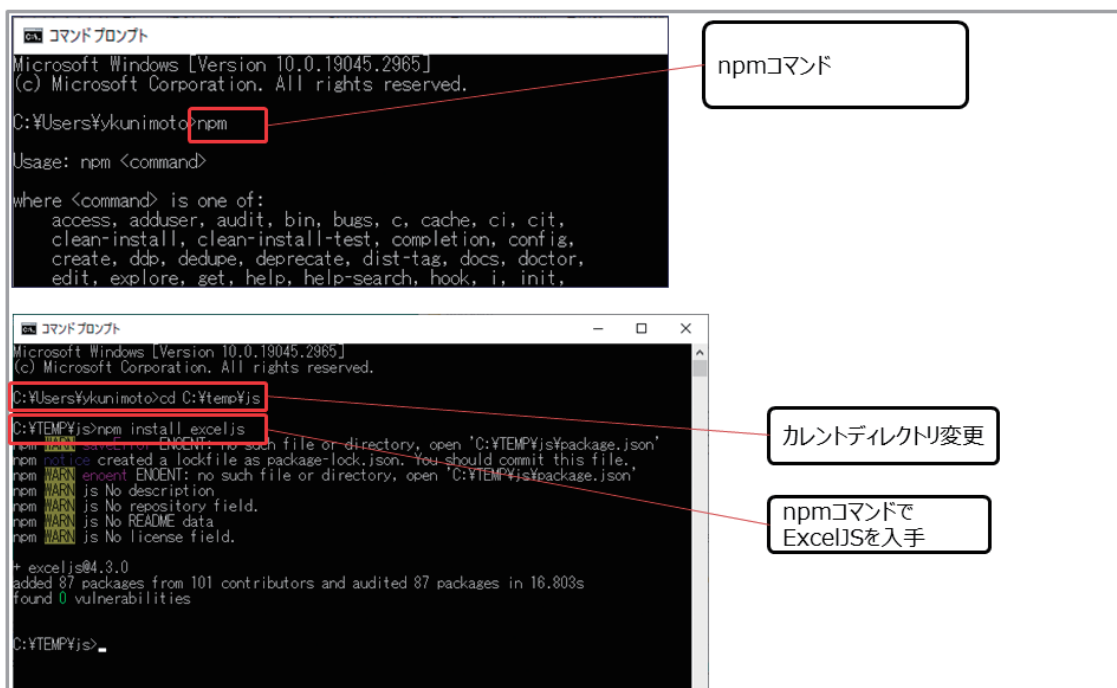 コマンド プロンプト
Microsoft Windows [Version 10.0.19045.2965]
(c) Microsoft Corporation. All rights reserved.
C:¥Users¥ykunimoto>npm
Usage: npm <command>
where <command> is one of:
access, adduser, audit, bin, bugs, c, cache, ci, cit,
clean-install, clean-install-test, completion, config,
create, ddp, dedupe, deprecate, dist-tag, docs, doctor,
edit, explore, get, help, help-search, hook, i, init,
npmコマンド
コマンド プロンプト
Microsoft Windows [Version 10.0.19045.2965]
(c) Microsoft Corporation. All rights reserved.
C:¥Users¥ykunimoto>cd C:¥temp¥js
C:¥TEMP¥js>npm install exceljs
npm WARN saveError ENOENT: no such file or directory, open 'C:¥TEMP¥js¥package.json'
npm notice created a lockfile as package-lock.json. You should commit this file.
npm WARN enoent ENOENT: no such file or directory, open 'C:¥TEMP¥js¥package.json'
npm WARN js No description
npm WARN js No repository field.
npm WARN js No README data
npm WARN js No license field.
+ exceljs@4.3.0
added 87 packages from 101 contributors and audited 87 packages in 16.803s
found 0 vulnerabilities
C:¥TEMP¥js>
カレントディレクトリ変更
npmコマンドで
ExcelJSを入手